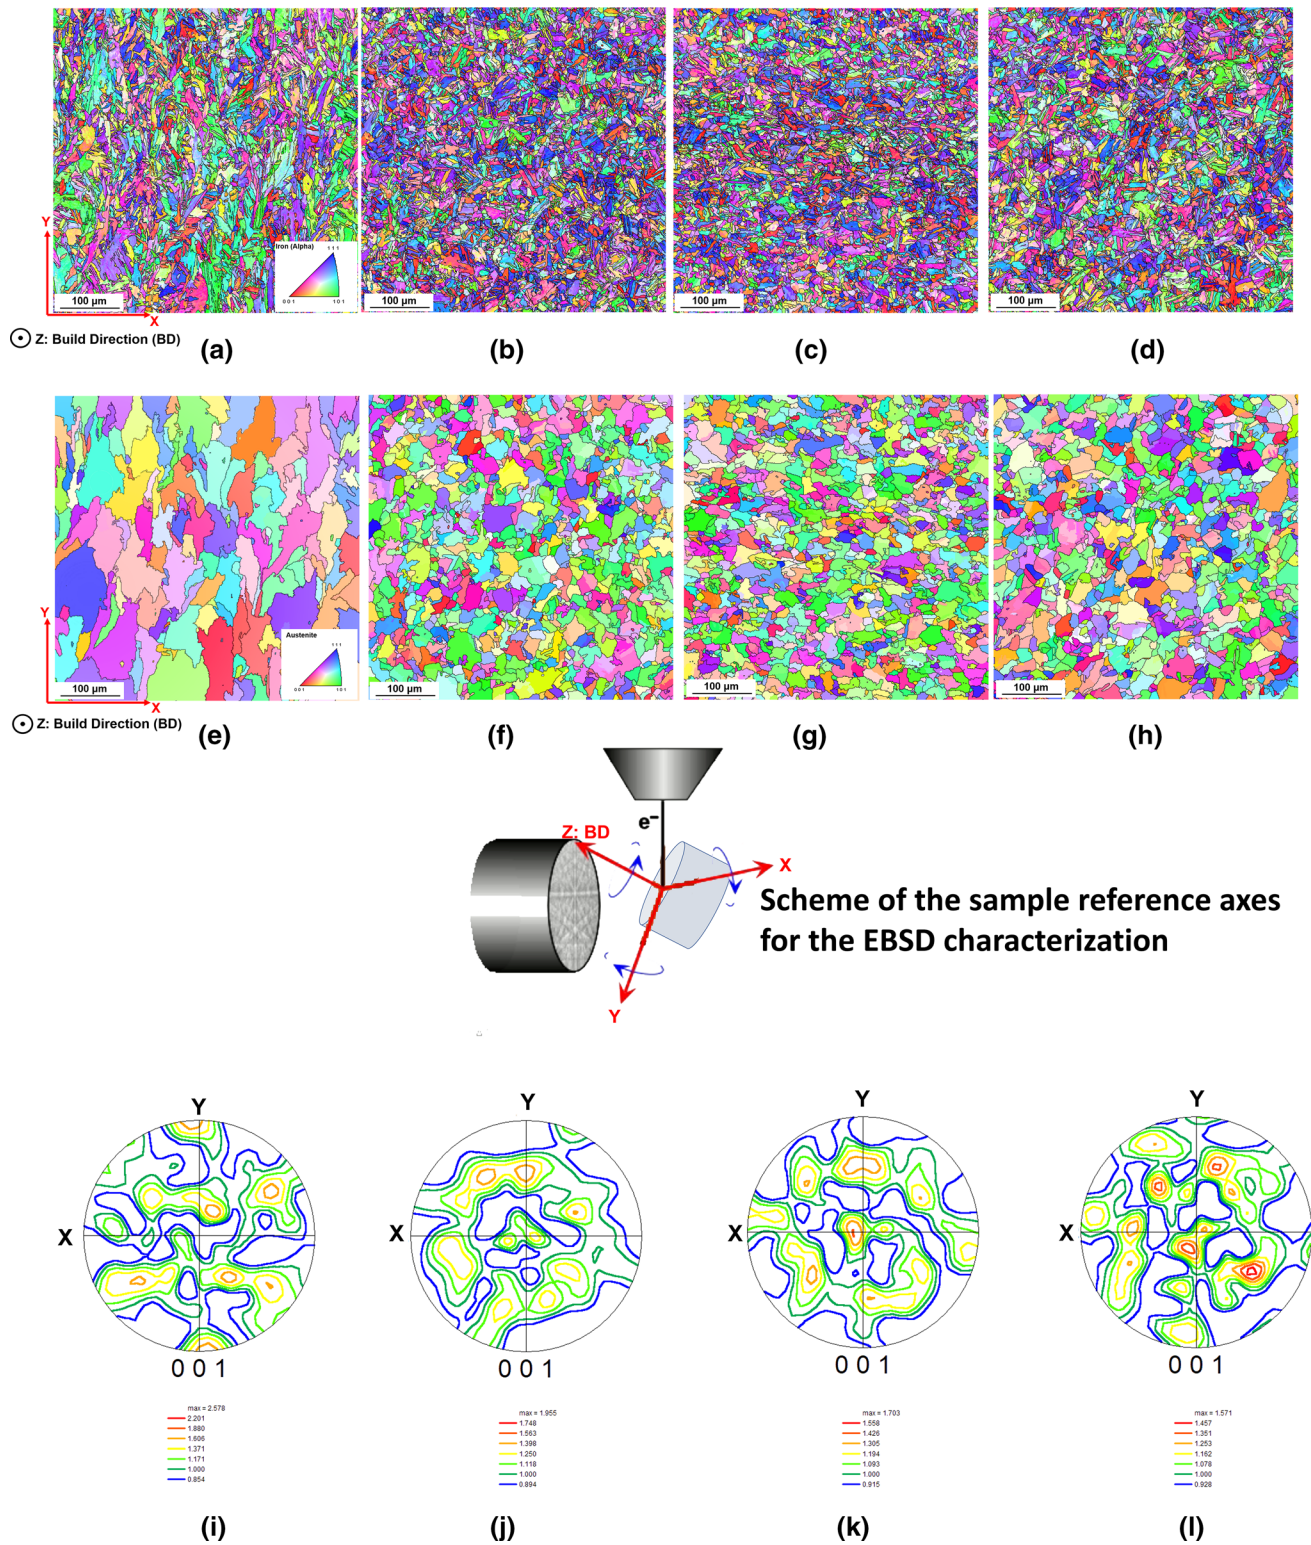 Y
Iron (Alpha)
1 1 1
0 0 1
1 0 1
100 µm
X
100 µm
100 µm
100 µm
Z: Build Direction (BD)
(a)
(b)
(c)
(d)
Y
Austenite
1 1 1
0 0 1
1 0 1
100 µm
X
100 µm
100 µm
100 µm
Z: Build Direction (BD)
(e)
(f)
(g)
(h)
e−
Z: BD
X
Y
Scheme of the sample reference axes
for the EBSD characterization
Y
X
0 0 1
Y
X
0 0 1
Y
X
0 0 1
Y
X
0 0 1
max = 2.578
2.201
1.880
1.606
1.371
1.171
1.000
0.854
max = 1.955
1.748
1.563
1.398
1.250
1.118
1.000
0.894
max = 1.703
1.558
1.426
1.305
1.194
1.093
1.000
0.915
max = 1.571
1.457
1.351
1.253
1.162
1.078
1.000
0.928
(i)
(j)
(k)
(l)